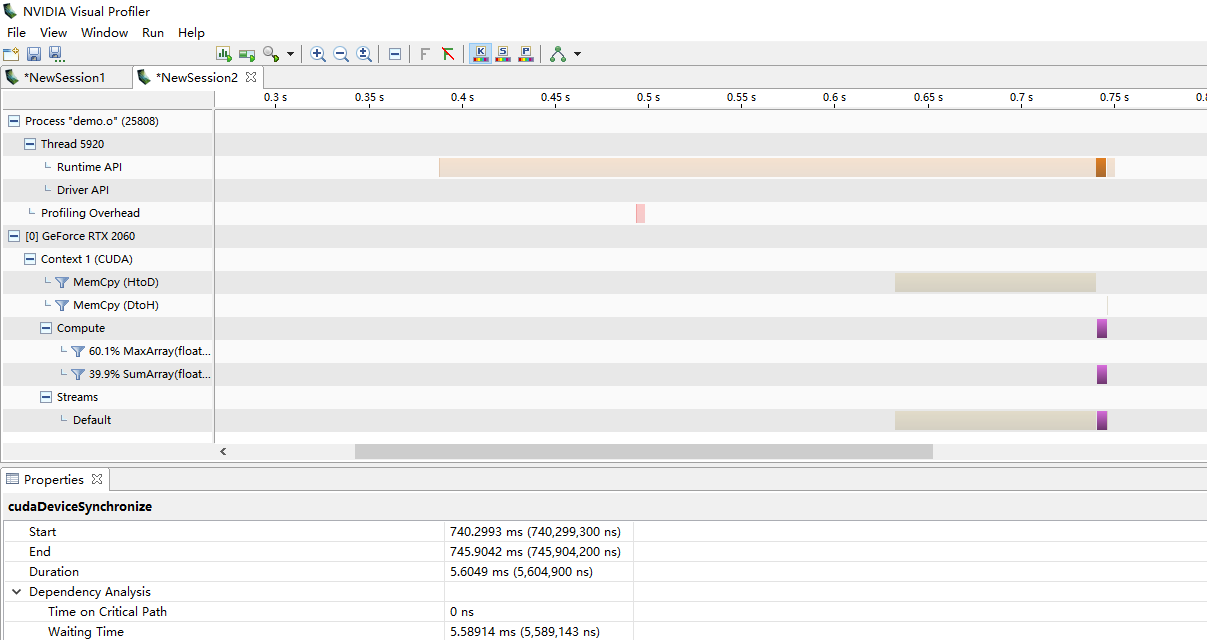 NVIDIA Visual Profiler
File View Window Run Help
*NewSession1 *NewSession2
0.3 s 0.35 s 0.4 s 0.45 s 0.5 s 0.55 s 0.6 s 0.65 s 0.7 s 0.75 s
Process "demo.o" (25808)
Thread 5920
Runtime API
Driver API
Profiling Overhead
[0] GeForce RTX 2060
Context 1 (CUDA)
MemCpy (HtoD)
MemCpy (DtoH)
Compute
60.1% MaxArray(float...
39.9% SumArray(float...
Streams
Default
Properties
cudaDeviceSynchronize
Start 740.2993 ms (740,299,300 ns)
End 745.9042 ms (745,904,200 ns)
Duration 5.6049 ms (5,604,900 ns)
Dependency Analysis
Time on Critical Path 0 ns
Waiting Time 5.58914 ms (5,589,143 ns)